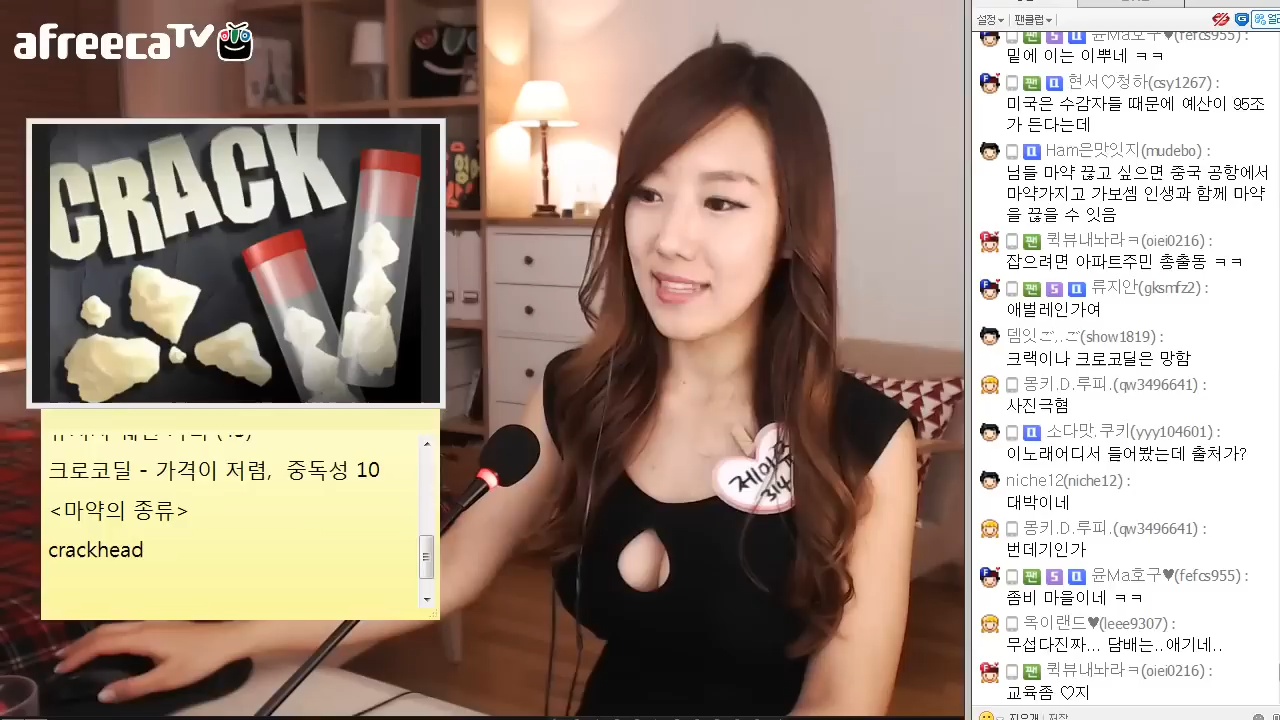 afreecaTV
CRACK
크로코딜 - 가격이 저렴, 중독성 10
<마약의 종류>
crackhead
314
설정
팬클럽
윤Ma호구♥(fefcs955) :
밑에 이는 이뿌네 ㅋㅋ
현서♡청하(csy1267) :
미국은 수감자들 때문에 예산이 95조
가 든다는데
Ham은맛잇지(mudebo) :
님들 마약 끊고 싶으면 중국 공항에서
마약가지고 가보셈 인생과 함께 마약
을 끊을 수 잇음
퀵뷰내놔라ㅋ(oiei0216) :
잡으려면 아파트주민 총출동 ㅋㅋ
류지안(gksmfz2) :
애벌레인가여
(show1819) :
크랙이나 크로코딜은 망함
몽키.D.루피.(qw3496641) :
사진극혐
소다맛.쿠키(yyy104601) :
이노래어디서 들어봤는데 출처가?
niche12(niche12) :
대박이네
몽키.D.루피.(qw3496641) :
번데기인가
윤Ma호구♥(fefcs955) :
좀비 마을이네 ㅋㅋ
옥이랜드♥(leee9307) :
무섭다진짜... 담배는..애기네..
퀵뷰내놔라ㅋ(oiei0216) :
교육좀 ♡지